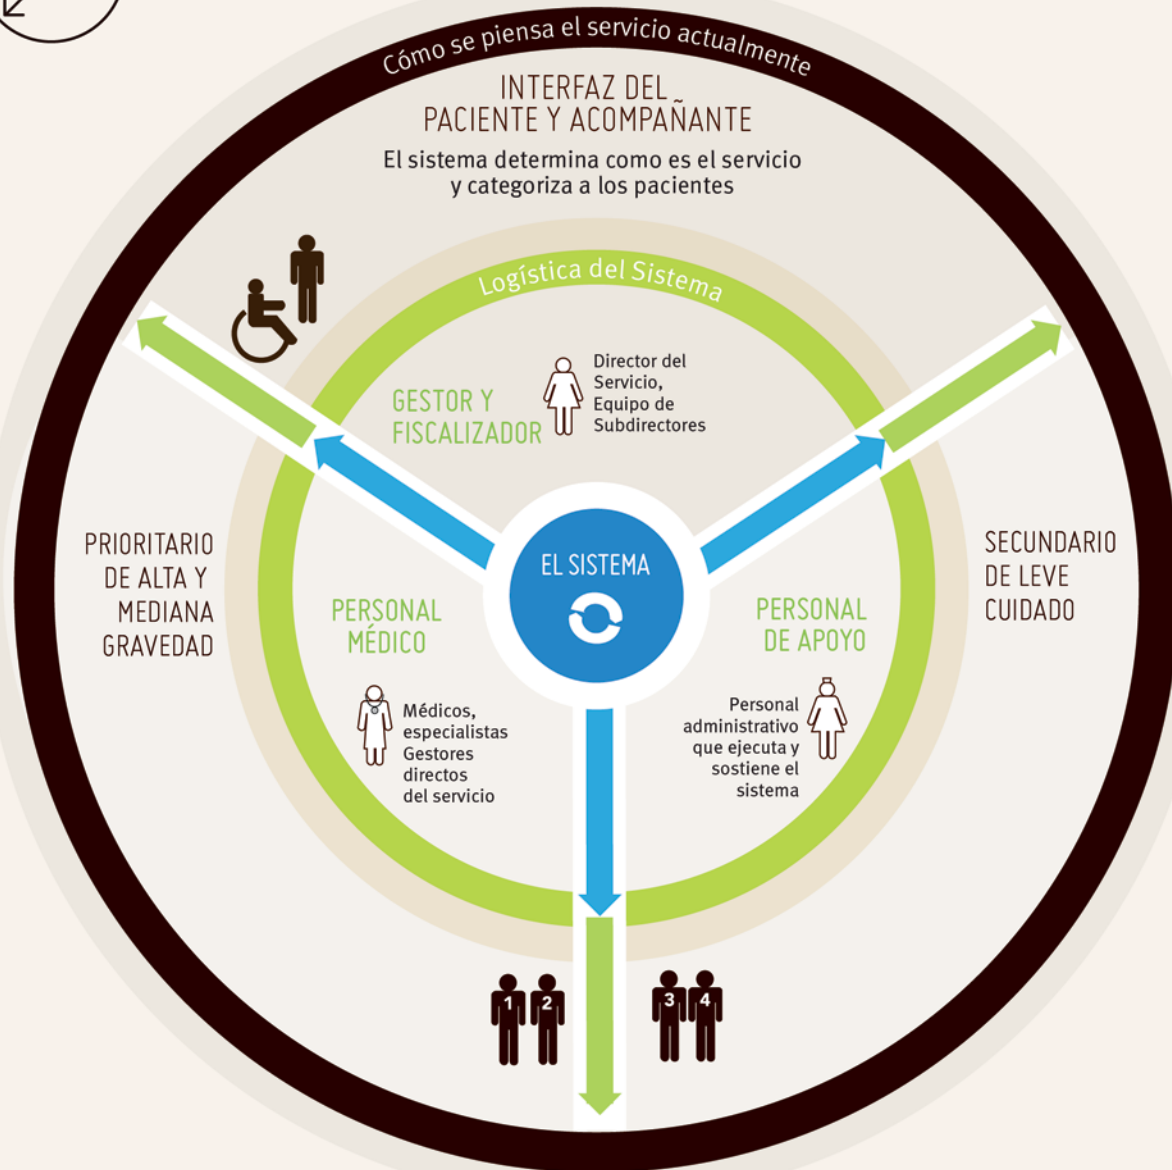 Cómo se piensa el servicio actualmente
INTERFAZ DEL
PACIENTE Y ACOMPAÑANTE
El sistema determina como es el servicio
y categoriza a los pacientes
Logística del Sistema
GESTOR Y
FISCALIZADOR
Director del
Servicio,
Equipo de
Subdirectores
EL SISTEMA
PRIORITARIO
DE ALTA Y
MEDIANA
GRAVEDAD
SECUNDARIO
DE LEVE
CUIDADO
PERSONAL
MÉDICO
Médicos,
especialistas
Gestores
directos
del servicio
PERSONAL
DE APOYO
Personal
administrativo
que ejecuta y
sostiene el
sistema
1 2
3 4